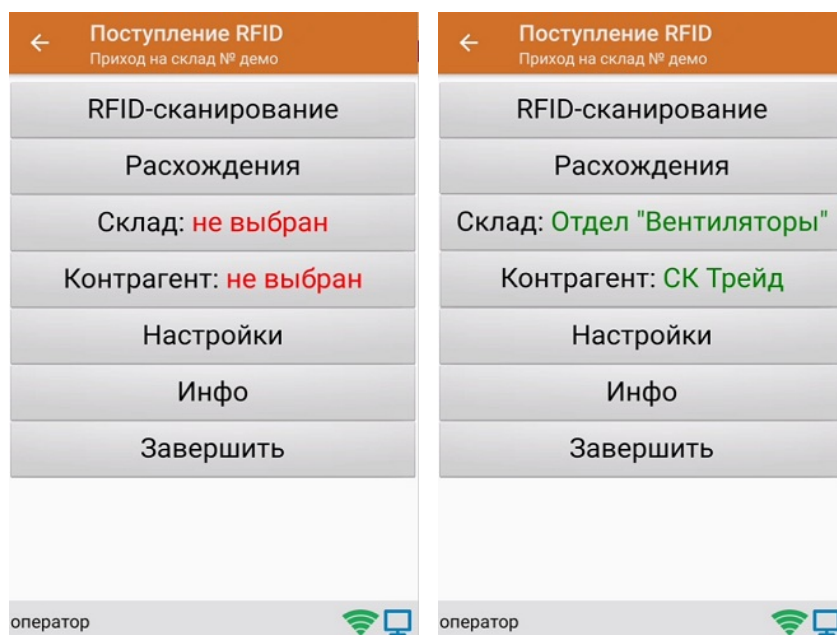 Поступление RFID
Приход на склад № демо
RFID-сканирование
Расхождения
Склад: не выбран
Контрагент: не выбран
Настройки
Инфо
Завершить
оператор
Поступление RFID
Приход на склад № демо
RFID-сканирование
Расхождения
Склад: Отдел "Вентиляторы"
Контрагент: СК Трейд
Настройки
Инфо
Завершить
оператор